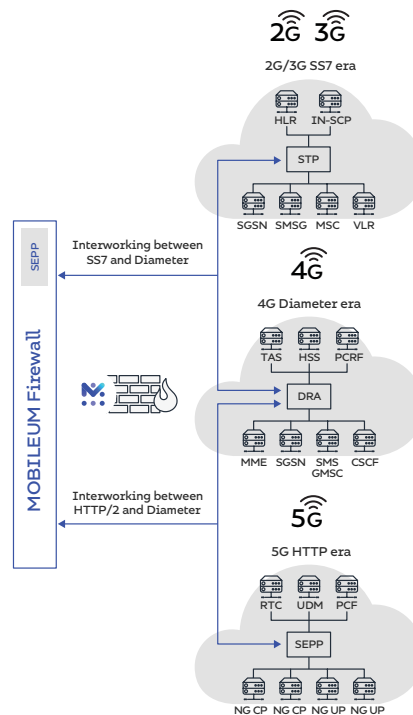 2G 3G
2G/3G SS7 era
HLR IN-SCP
STP
SGSN SMSG MSC VLR
SEPP
MOBILEUM Firewall
Interworking between
SS7 and Diameter
4G
4G Diameter era
TAS HSS PCRF
DRA
MME SGSN SMS CSCF
GMSC
Interworking between
HTTP/2 and Diameter
5G
5G HTTP era
RTC UDM PCF
SEPP
NG CP NG CP NG UP NG UP